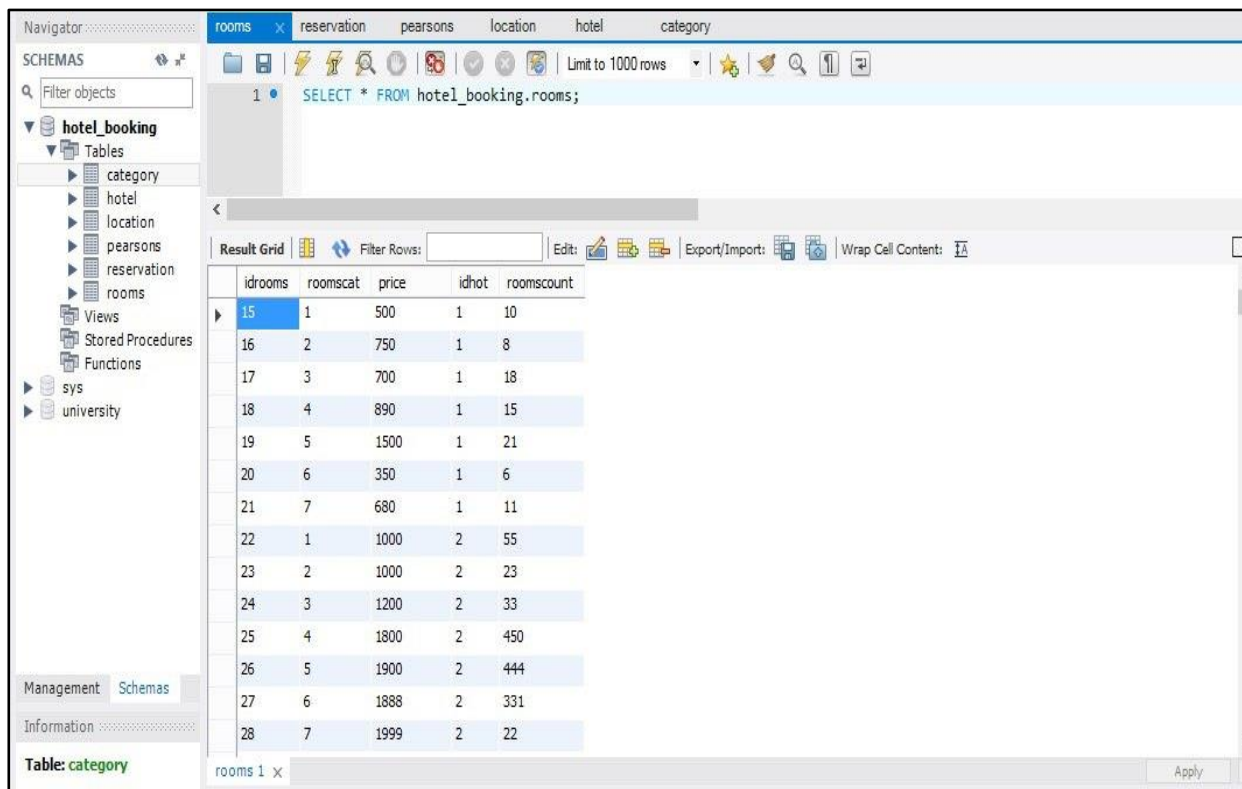 Navigator
SCHEMAS
Filter objects
hotel_booking
Tables
category
hotel
location
pearsons
reservation
rooms
Views
Stored Procedures
Functions
sys
university
Management Schemas
Information
Table: category
rooms x reservation pearsons location hotel category
Limit to 1000 rows
1 SELECT * FROM hotel_booking.rooms;
Result Grid Filter Rows: Edit: Export/Import: Wrap Cell Content: IA
idrooms roomscat price idhot roomscount
15 1 500 1 10
16 2 750 1 8
17 3 700 1 18
18 4 890 1 15
19 5 1500 1 21
20 6 350 1 6
21 7 680 1 11
22 1 1000 2 55
23 2 1000 2 23
24 3 1200 2 33
25 4 1800 2 450
26 5 1900 2 444
27 6 1888 2 331
28 7 1999 2 22
rooms 1 x Apply